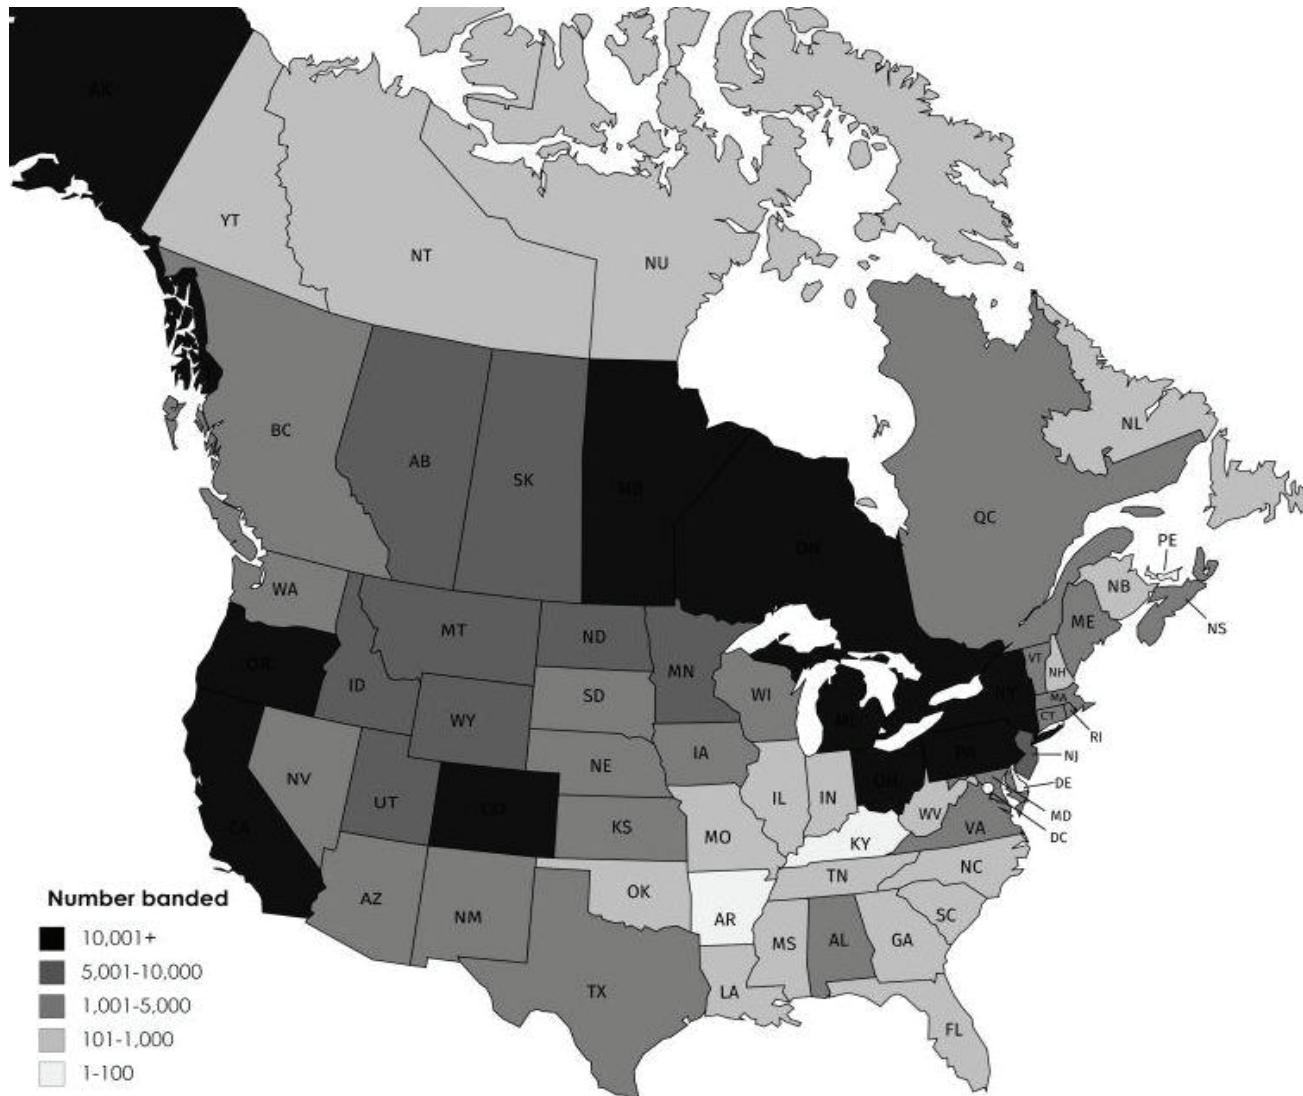 AK
YT
NT
NU
BC
AB
SK
MB
ON
QC
NL
PE
NB
NS
WA
MT
ND
MN
ME
VT
NH
OR
ID
SD
WI
MI
NY
MA
CT
RI
WY
IA
PA
NJ
NV
UT
CO
NE
IL
IN
OH
DE
MD
DC
CA
KS
MO
KY
WV
VA
AZ
NM
OK
AR
TN
NC
SC
TX
LA
MS
AL
GA
FL
Number banded
10,001+
5,001-10,000
1,001-5,000
101-1,000
1-100